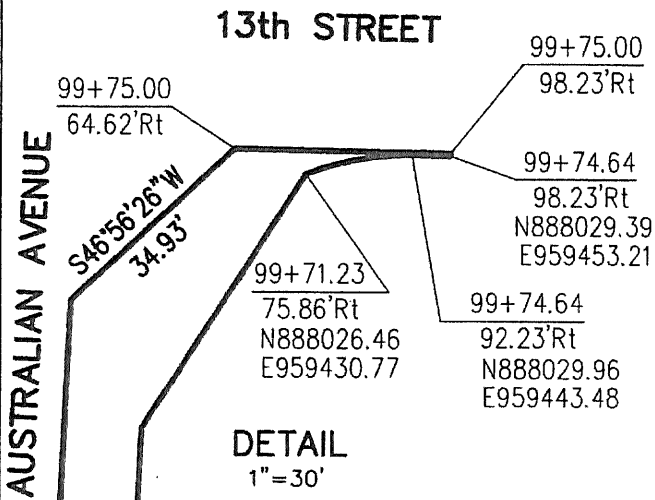 13th STREET
99+75.00
98.23'Rt
99+75.00
64.62'Rt
AUSTRALIAN AVENUE
S46°56'26"W
34.93'
99+74.64
98.23'Rt
N888029.39
E959453.21
99+71.23
75.86'Rt
N888026.46
E959430.77
99+74.64
92.23'Rt
N888029.96
E959443.48
DETAIL
1"=30'